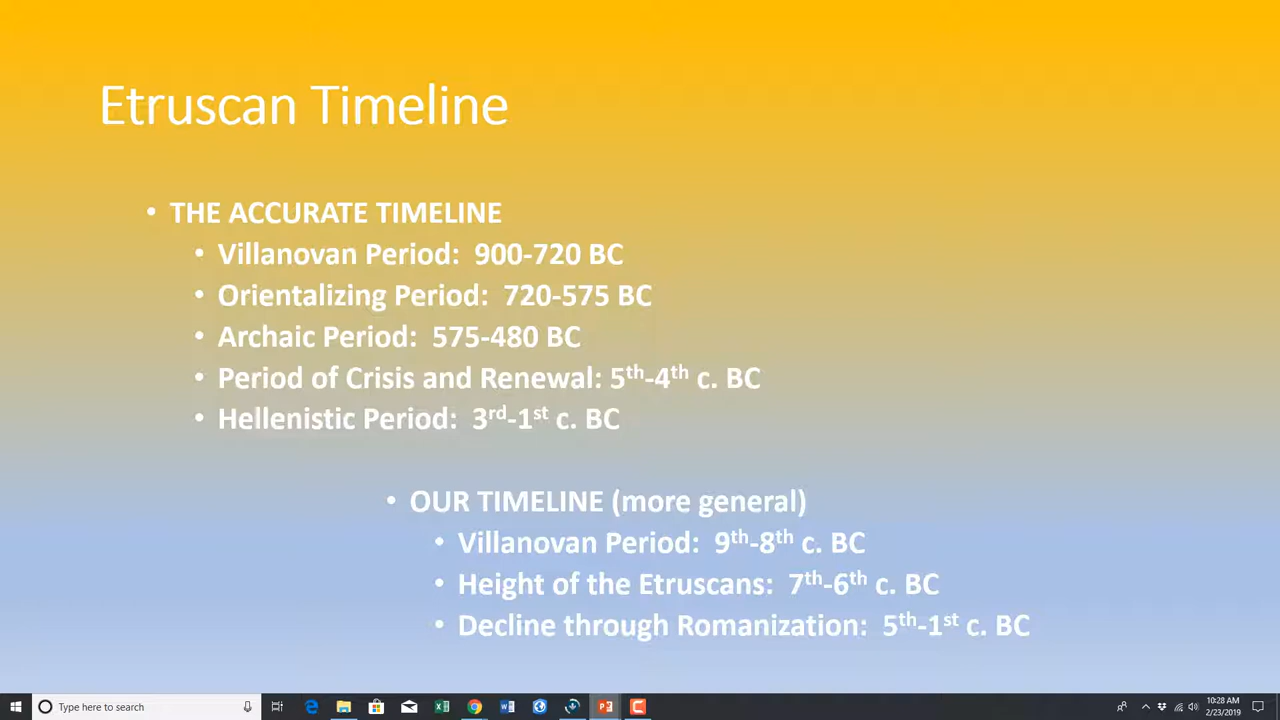 Etruscan Timeline
• THE ACCURATE TIMELINE
• Villanovan Period: 900-720 BC
• Orientalizing Period: 720-575 BC
• Archaic Period: 575-480 BC
• Period of Crisis and Renewal: 5th-4th c. BC
• Hellenistic Period: 3rd-1st c. BC
• OUR TIMELINE (more general)
• Villanovan Period: 9th-8th c. BC
• Height of the Etruscans: 7th-6th c. BC
• Decline through Romanization: 5th-1st c. BC
Type here to search
10:28 AM
2/23/2019